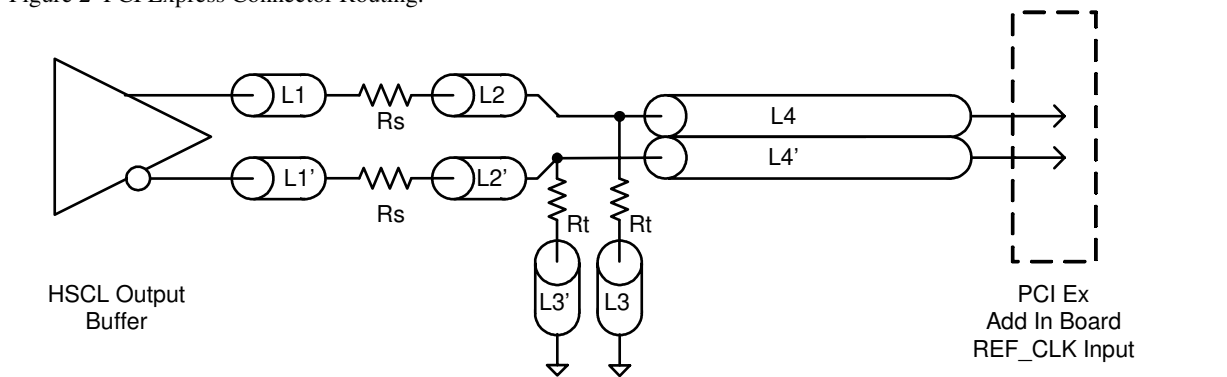 Figure 2 PCI Express Connector Routing.
L1
Rs
L2
L4
L1’
Rs
L2’
L4’
Rt
Rt
L3’
L3
HSCL Output
Buffer
PCI Ex
Add In Board
REF_CLK Input